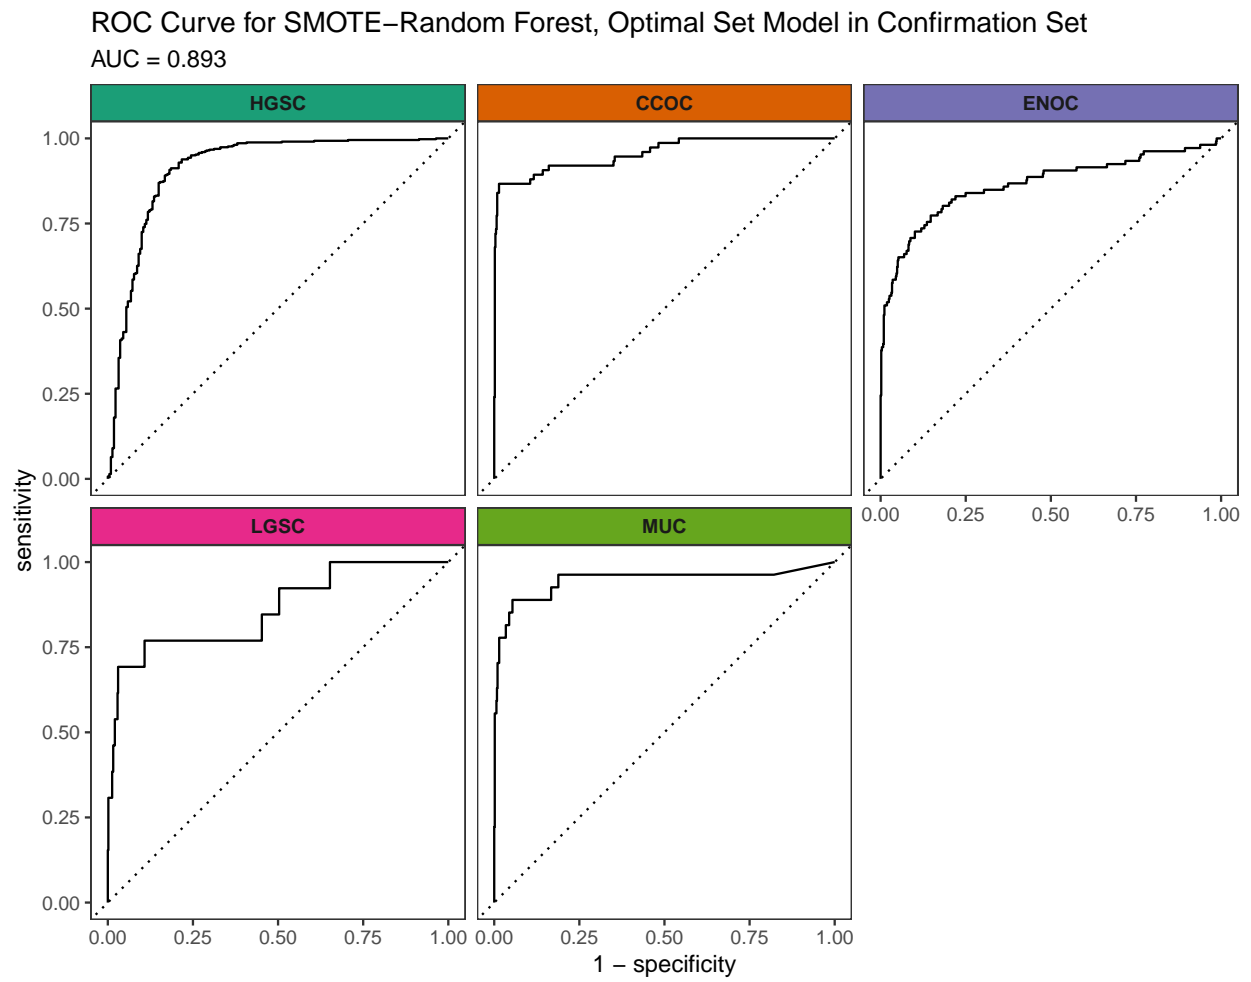 ROC Curve for SMOTE−Random Forest, Optimal Set Model in Confirmation Set
AUC = 0.893
HGSC
CCOC
ENOC
1.00
0.75
0.50
0.25
0.00
0.00 0.25 0.50 0.75 1.00
sensitivity
LGSC
MUC
1.00
0.75
0.50
0.25
0.00
0.00 0.25 0.50 0.75 1.00
0.00 0.25 0.50 0.75 1.00
1 − specificity